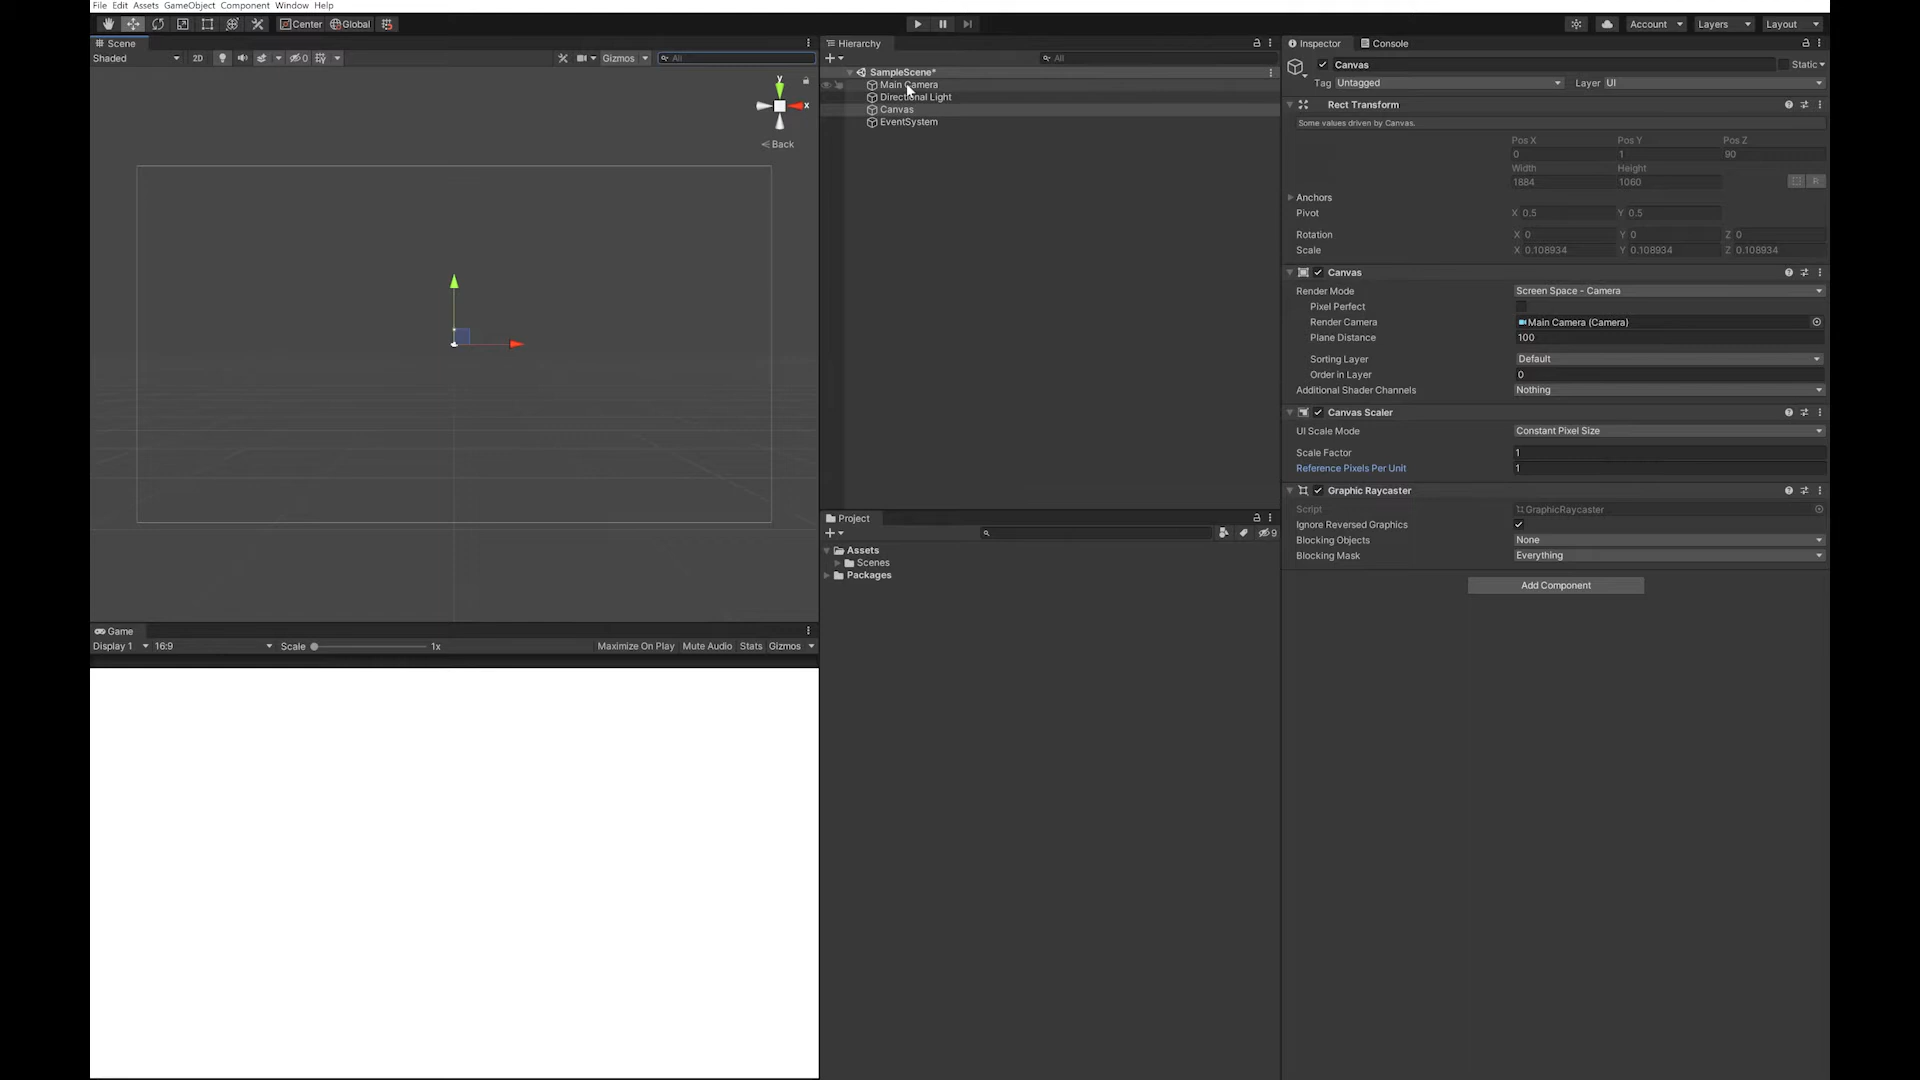 File Edit Assets GameObject Component Window Help
Center Global Account Layers Layout
Scene
Shaded 2D 0 Gizmos All
y
x
Back
Game
Display 1 16:9 Scale 1x Maximize On Play Mute Audio Stats Gizmos
Hierarchy
All
SampleScene*
Main Camera
Directional Light
Canvas
EventSystem
Project
9
Assets
Scenes
Packages
Inspector Console
Canvas Static
Tag Untagged Layer UI
Rect Transform
Some values driven by Canvas.
Pos X Pos Y Pos Z
0 1 90
Width Height
1884 1060
R
Anchors
Pivot X 0.5 Y 0.5
Rotation X 0 Y 0 Z 0
Scale X 0.108934 Y 0.108934 Z 0.108934
Canvas
Render Mode Screen Space - Camera
Pixel Perfect
Render Camera Main Camera (Camera)
Plane Distance 100
Sorting Layer Default
Order in Layer 0
Additional Shader Channels Nothing
Canvas Scaler
UI Scale Mode Constant Pixel Size
Scale Factor 1
Reference Pixels Per Unit 1
Graphic Raycaster
Script GraphicRaycaster
Ignore Reversed Graphics
Blocking Objects None
Blocking Mask Everything
Add Component